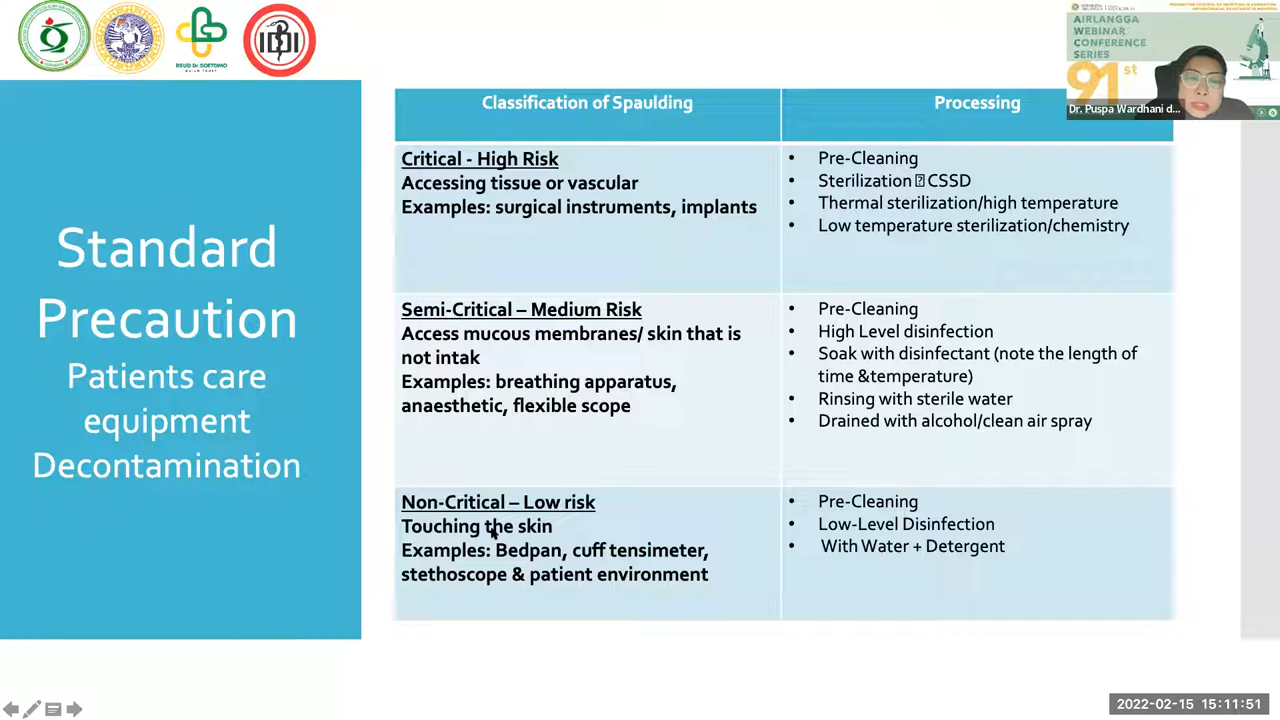 RSUD Dr. SOETOMO
IDI
AIRLANGGA
WEBINAR
CONFERENCE
SERIES
91st
Dr. Puspa Wardhani d...
Standard
Precaution
Patients care
equipment
Decontamination
Classification of Spaulding
Processing
Critical - High Risk
Accessing tissue or vascular
Examples: surgical instruments, implants
• Pre-Cleaning
• Sterilization CSSD
• Thermal sterilization/high temperature
• Low temperature sterilization/chemistry
Semi-Critical – Medium Risk
Access mucous membranes/ skin that is
not intak
Examples: breathing apparatus,
anaesthetic, flexible scope
• Pre-Cleaning
• High Level disinfection
• Soak with disinfectant (note the length of
time &temperature)
• Rinsing with sterile water
• Drained with alcohol/clean air spray
Non-Critical – Low risk
Touching the skin
Examples: Bedpan, cuff tensimeter,
stethoscope & patient environment
• Pre-Cleaning
• Low-Level Disinfection
• With Water + Detergent
2022-02-15 15:11:51